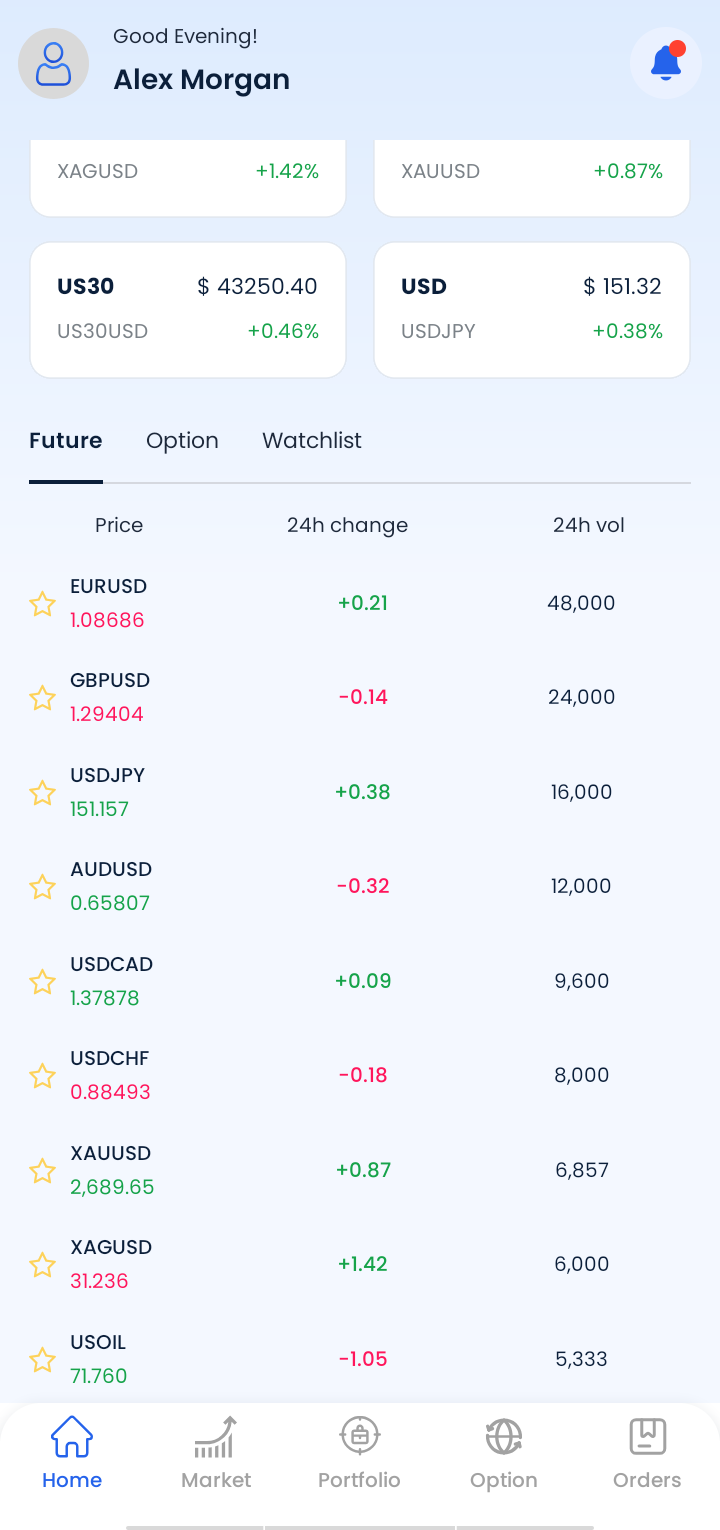 Good Evening!
Alex Morgan
XAGUSD +1.42% XAUUSD +0.87%
US30 $ 43250.40 USD $ 151.32
US30USD +0.46% USDJPY +0.38%
Future Option Watchlist
Price 24h change 24h vol
EURUSD
1.08686 +0.21 48,000
GBPUSD
1.29404 -0.14 24,000
USDJPY
151.157 +0.38 16,000
AUDUSD
0.65807 -0.32 12,000
USDCAD
1.37878 +0.09 9,600
USDCHF
0.88493 -0.18 8,000
XAUUSD
2,689.65 +0.87 6,857
XAGUSD
31.236 +1.42 6,000
USOIL
71.760 -1.05 5,333
Home Market Portfolio Option Orders